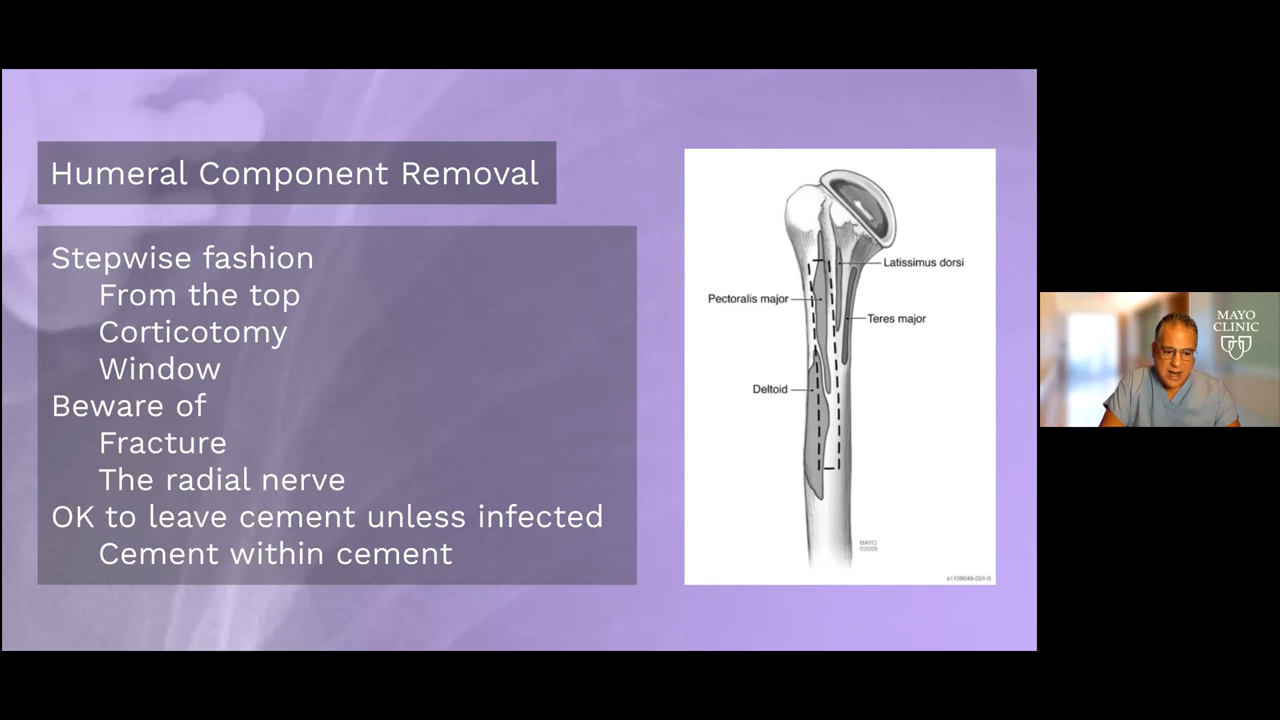 Humeral Component Removal
Stepwise fashion
From the top
Corticotomy
Window
Beware of
Fracture
The radial nerve
OK to leave cement unless infected
Cement within cement
Latissimus dorsi
Pectoralis major
Teres major
Deltoid
MAYO
MAYO
CLINIC